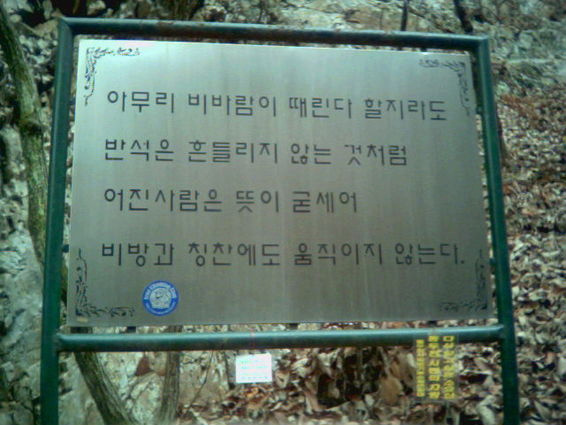 아무리 비바람이 때린다 할지라도
반석은 흔들리지 않는 것처럼
어진사람은 뜻이 굳세어
비방과 칭찬에도 움직이지 않는다.